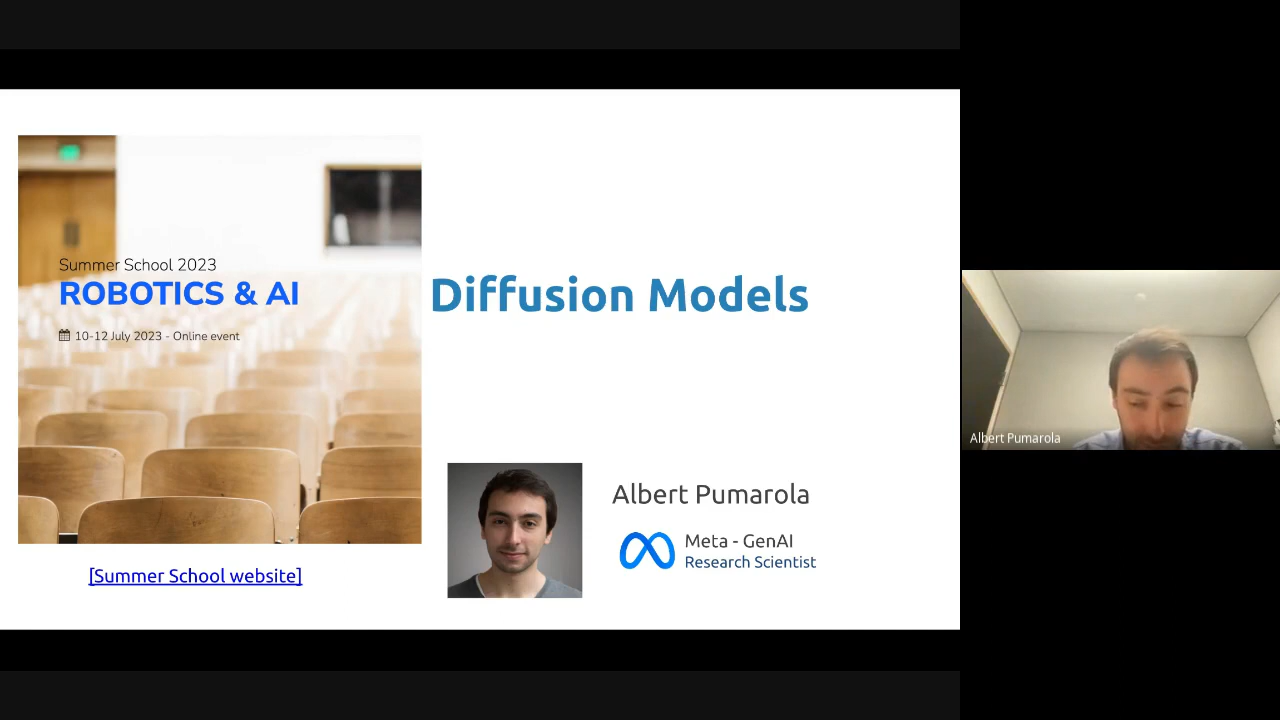 Summer School 2023
ROBOTICS & AI
10-12 July 2023 - Online event
[Summer School website]
Diffusion Models
Albert Pumarola
Meta - GenAI
Research Scientist
Albert Pumarola